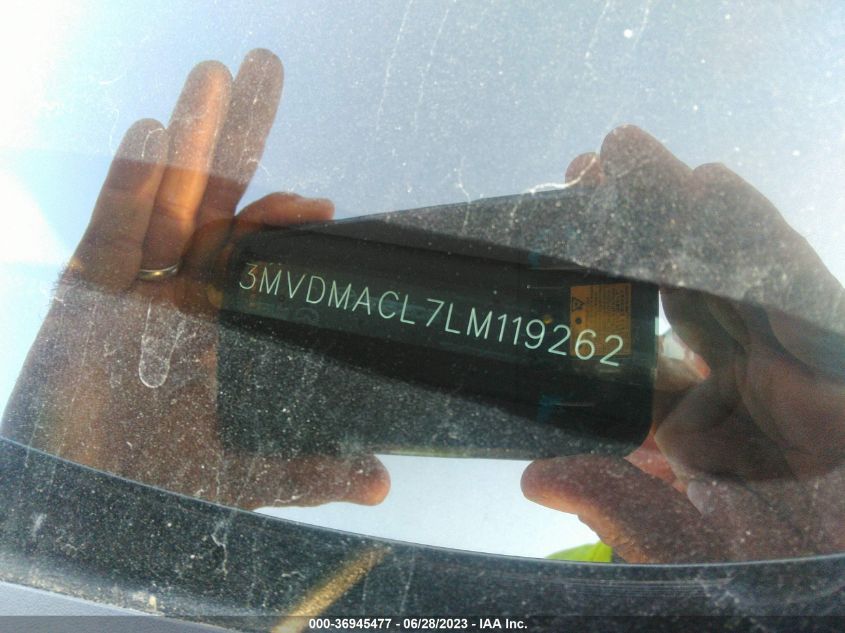 3MVDMACL7LM119262
000-36945477 - 06/28/2023 - IAA Inc.